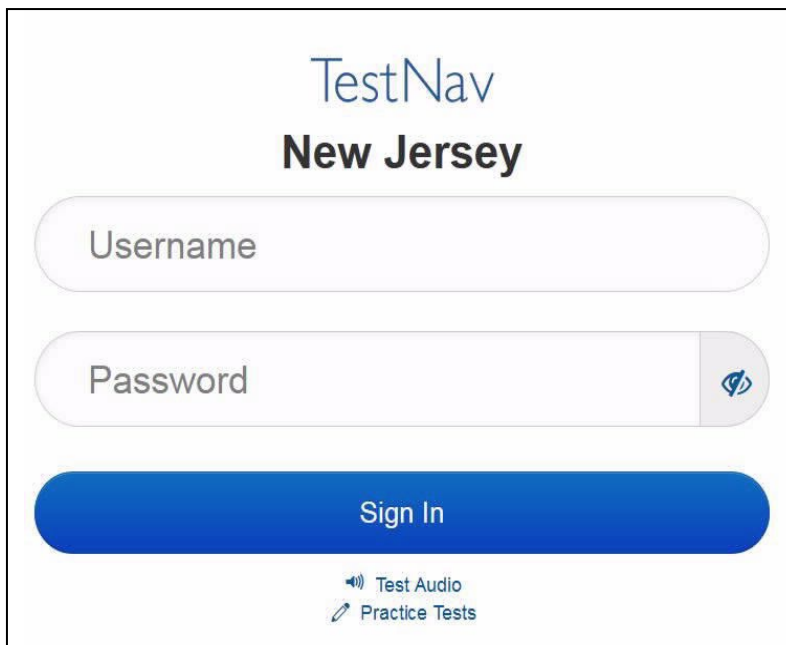 TestNav
New Jersey
Username
Password
Sign In
Test Audio
Practice Tests